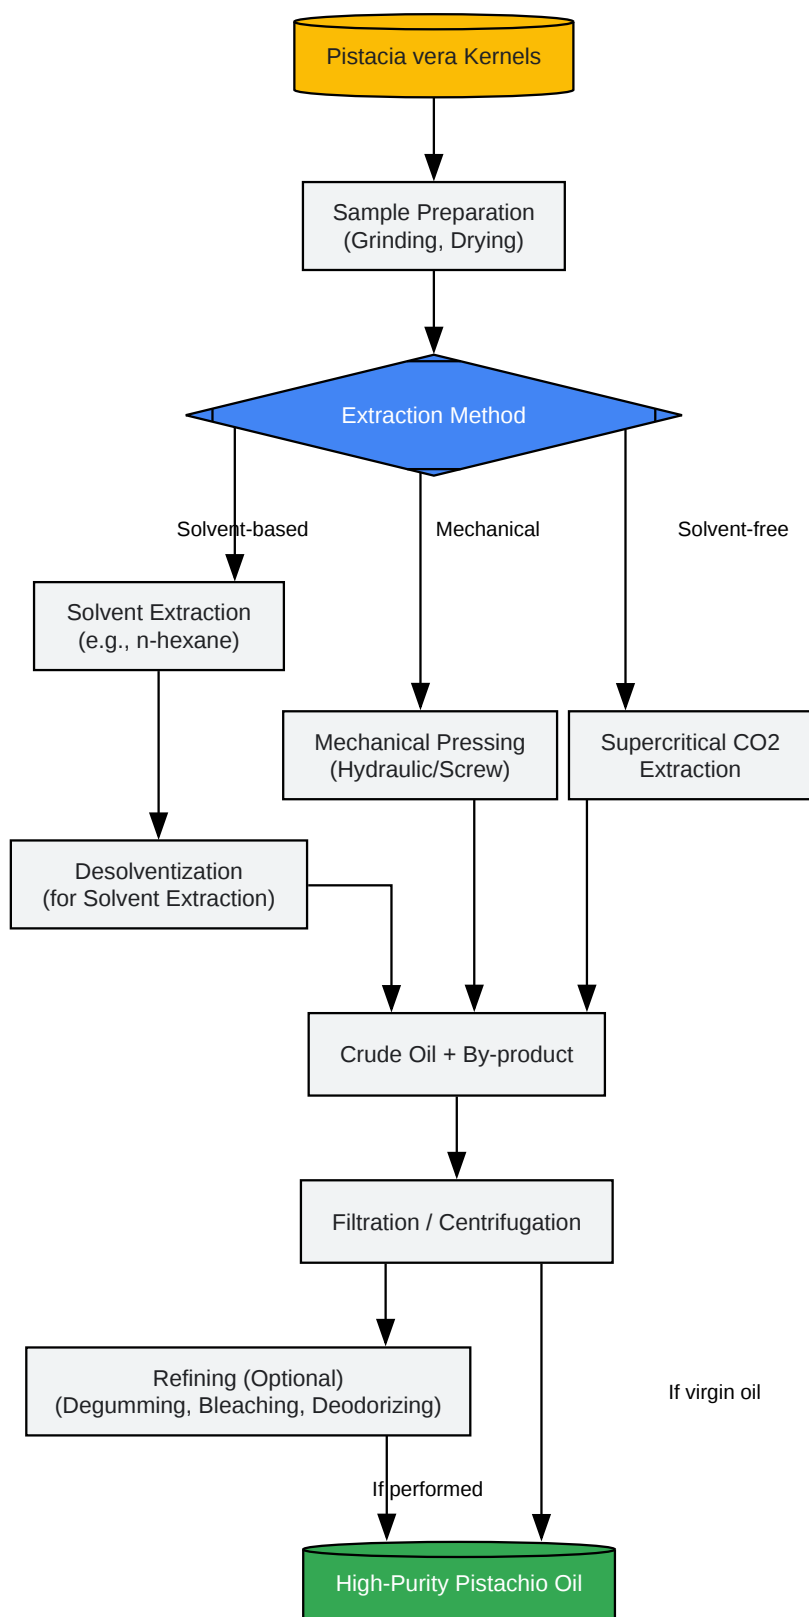 Pistacia vera Kernels
Sample Preparation
(Grinding, Drying)
Extraction Method
Solvent-based
Mechanical
Solvent-free
Solvent Extraction
(e.g., n-hexane)
Mechanical Pressing
(Hydraulic/Screw)
Supercritical CO2
Extraction
Desolventization
(for Solvent Extraction)
Crude Oil + By-product
Filtration / Centrifugation
Refining (Optional)
(Degumming, Bleaching, Deodorizing)
If virgin oil
If performed
High-Purity Pistachio Oil